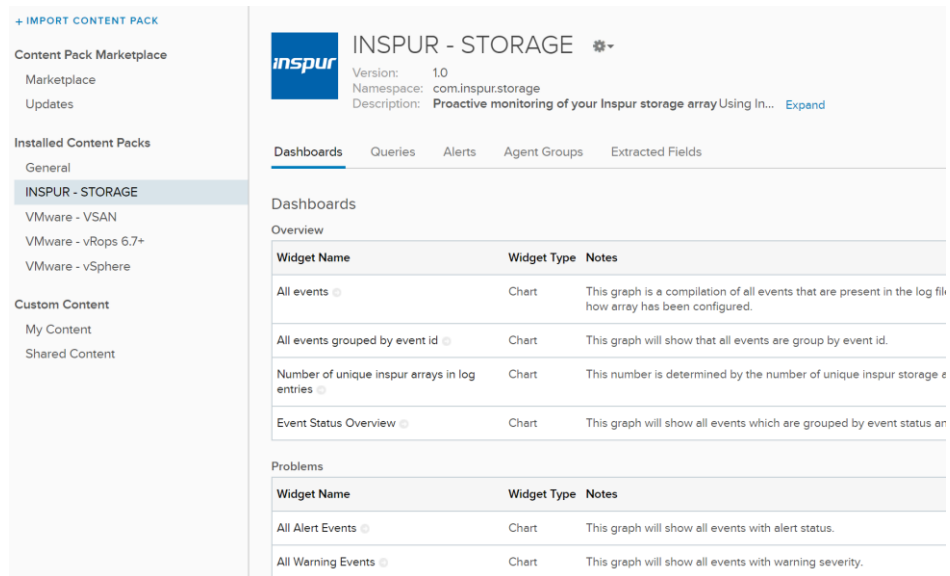 + IMPORT CONTENT PACK
Content Pack Marketplace
Marketplace
Updates
Installed Content Packs
General
INSPUR - STORAGE
VMware - VSAN
VMware - vRops 6.7+
VMware - vSphere
Custom Content
My Content
Shared Content
inspur
INSPUR - STORAGE
Version: 1.0
Namespace: com.inspur.storage
Description: Proactive monitoring of your Inspur storage array Using In... Expand
Dashboards Queries Alerts Agent Groups Extracted Fields
Dashboards
Overview
Widget Name Widget Type Notes
All events Chart This graph is a compilation of all events that are present in the log file
how array has been configured.
All events grouped by event id Chart This graph will show that all events are group by event id.
Number of unique inspur arrays in log Chart This number is determined by the number of unique inspur storage a
entries
Event Status Overview Chart This graph will show all events which are grouped by event status an
Problems
Widget Name Widget Type Notes
All Alert Events Chart This graph will show all events with alert status.
All Warning Events Chart This graph will show all events with warning severity.